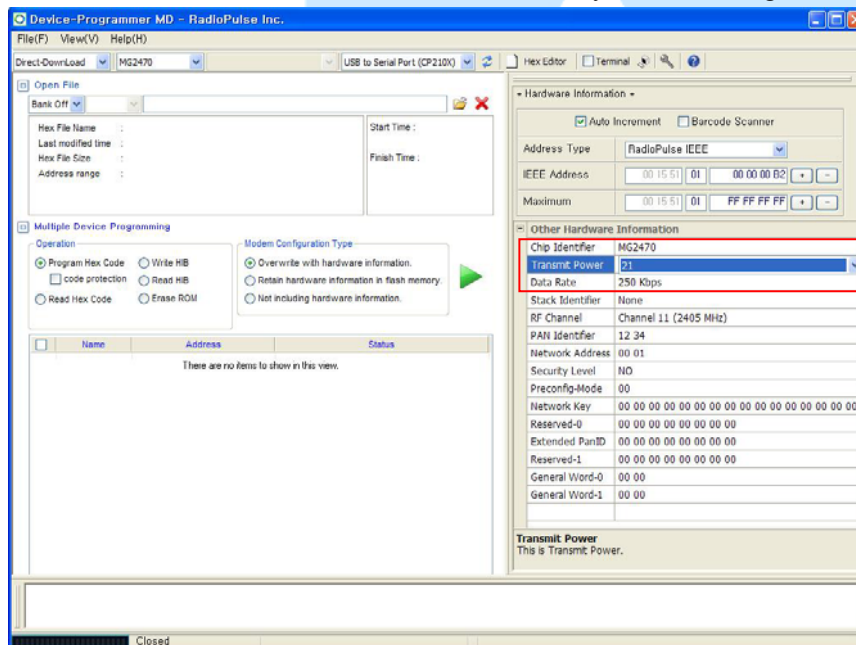 Device-Programmer MD - RadioPulse Inc.
File(F) View(V) Help(H)
Direct-DownLoad MG2470 USB to Serial Port (CP210X) Hex Editor Terminal
Open File
Bank Off
Hex File Name :
Last modified time :
Hex File Size :
Address range :
Start Time :
Finish Time :
Multiple Device Programming
Operation
Program Hex Code Write HIB
code protection Read HIB
Read Hex Code Erase ROM
Modem Configuration Type
Overwrite with hardware information.
Retain hardware information in flash memory.
Not including hardware information.
Name Address Status
There are no items to show in this view.
- Hardware Information -
Auto Increment Barcode Scanner
Address Type RadioPulse IEEE
IEEE Address 00 15 51 01 00 00 00 B2 + -
Maximum 00 15 51 01 FF FF FF FF + -
Other Hardware Information
Chip Identifier MG2470
Transmit Power 21
Data Rate 250 Kbps
Stack Identifier None
RF Channel Channel 11 (2405 MHz)
PAN Identifier 12 34
Network Address 00 01
Security Level NO
Preconfig-Mode 00
Network Key 00 00 00 00 00 00 00 00 00 00 00 00 00 00 00 00
Reserved-0 00 00 00 00 00 00 00 00
Extended PanID 00 00 00 00 00 00 00 00
Reserved-1 00 00 00 00 00 00 00 00
General Word-0 00 00
General Word-1 00 00
Transmit Power
This is Transmit Power.
Closed